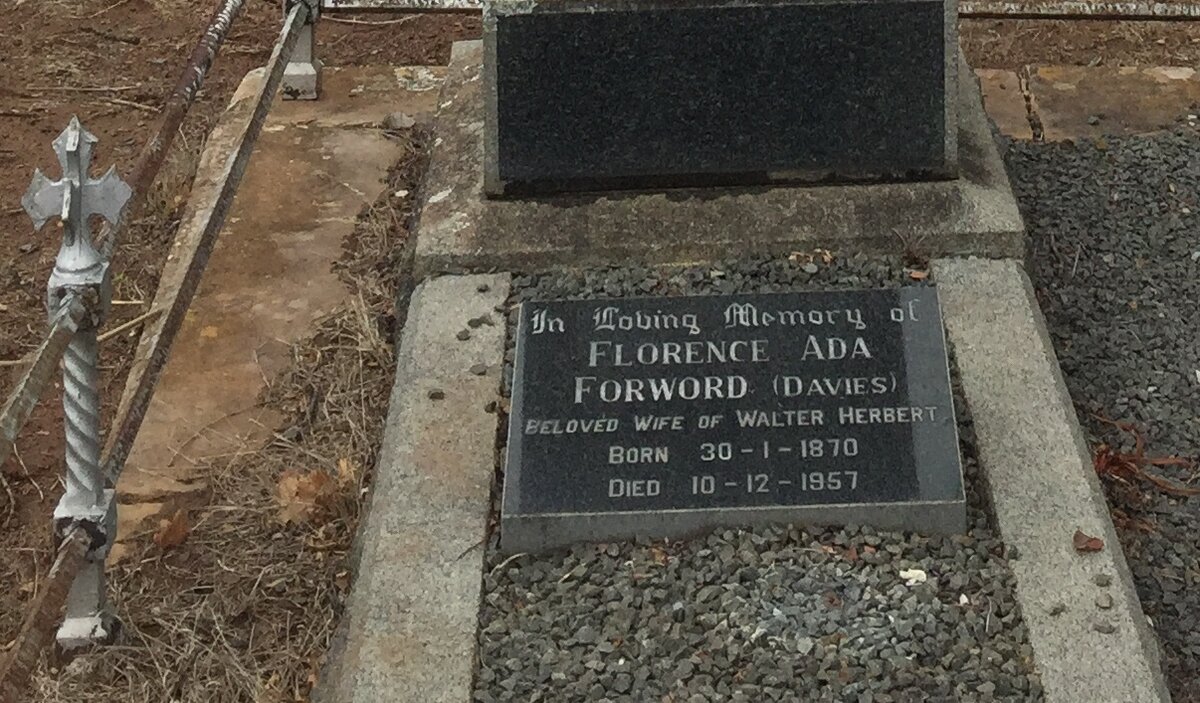 In Loving Memory of
FLORENCE ADA
FORWORD (DAVIES)
BELOVED WIFE OF WALTER HERBERT
BORN 30-1-1870
DIED 10-12-1957